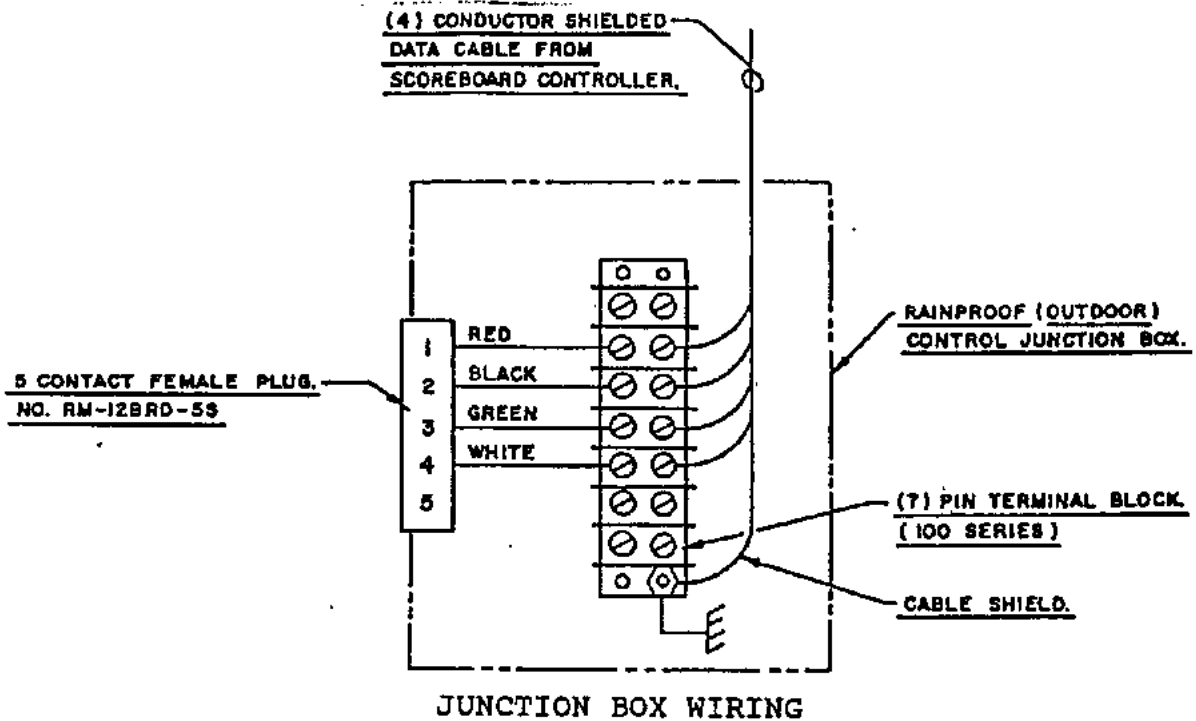 (4) CONDUCTOR SHIELDED
DATA CABLE FROM
SCOREBOARD CONTROLLER.
RAINPROOF (OUTDOOR)
CONTROL JUNCTION BOX.
5 CONTACT FEMALE PLUG.
NO. RM-12BRD-5S
1 RED
2 BLACK
3 GREEN
4 WHITE
5
(7) PIN TERMINAL BLOCK.
(100 SERIES)
CABLE SHIELD.
JUNCTION BOX WIRING